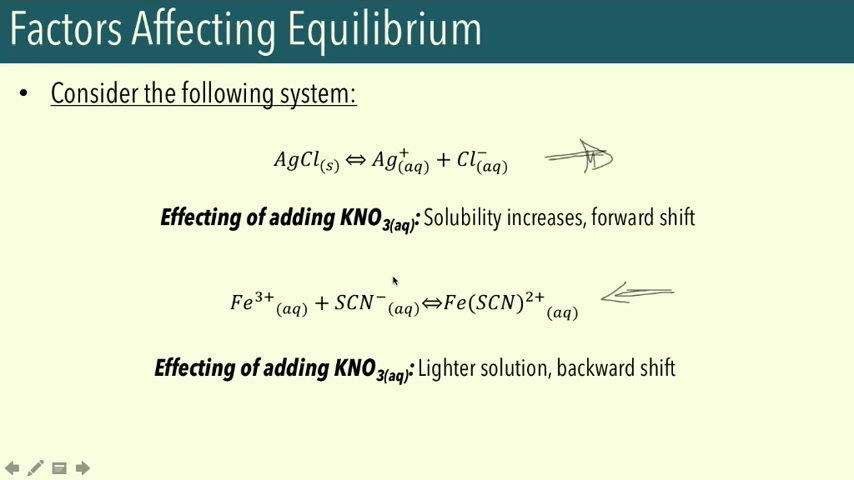 Factors Affecting Equilibrium
• Consider the following system:
AgCl(s) ⇔ Ag⁺(aq) + Cl⁻(aq)
Effecting of adding KNO3(aq): Solubility increases, forward shift
Fe³⁺(aq) + SCN⁻(aq) ⇔ Fe(SCN)²⁺(aq)
Effecting of adding KNO3(aq): Lighter solution, backward shift